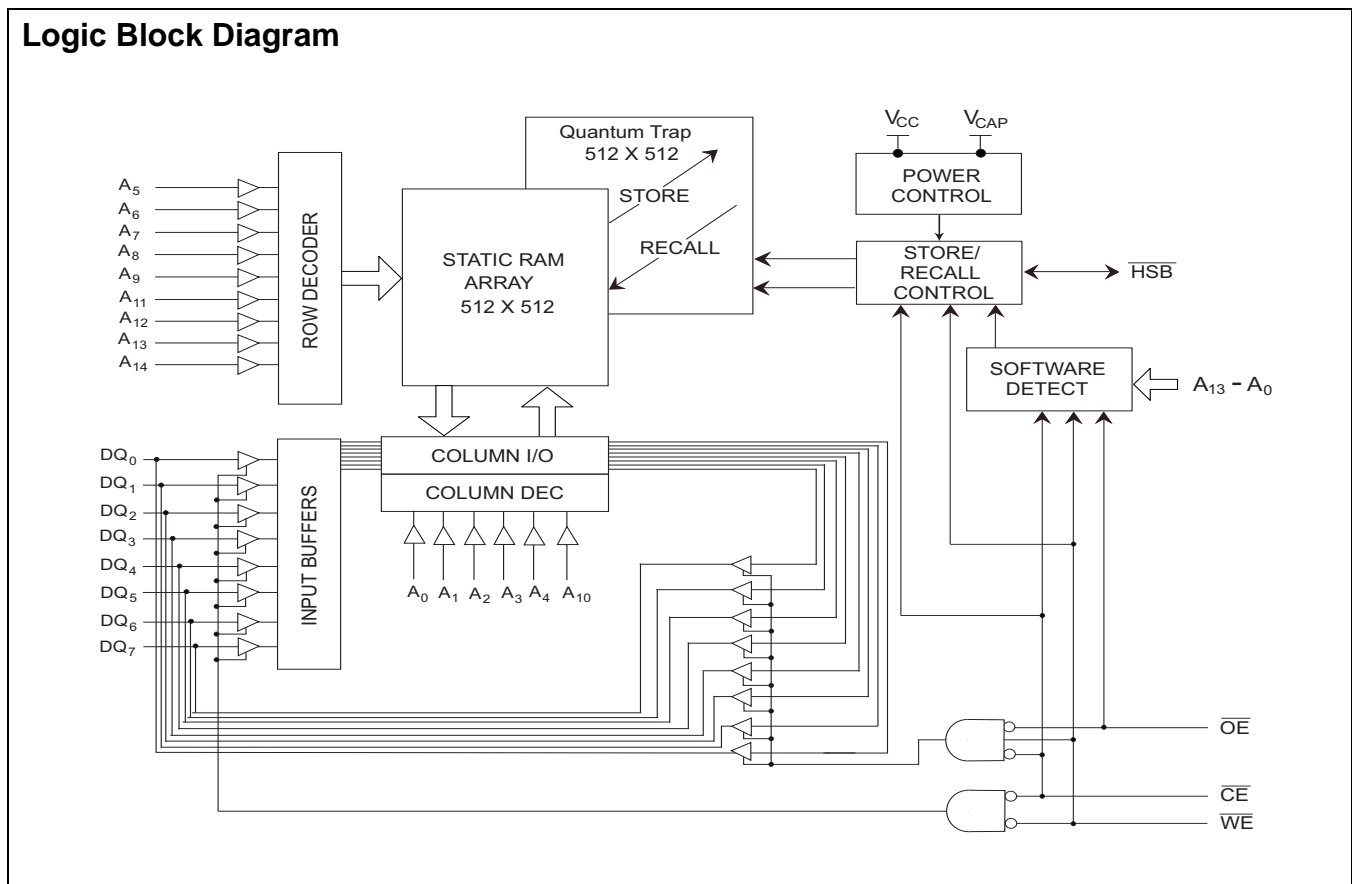 Logic Block Diagram
A5
A6
A7
A8
A9
A11
A12
A13
A14
ROW DECODER
Quantum Trap
512 X 512
STORE
RECALL
STATIC RAM
ARRAY
512 X 512
VCC
VCAP
POWER
CONTROL
STORE/
RECALL
CONTROL
HSB
SOFTWARE
DETECT
A13 – A0
DQ0
DQ1
DQ2
DQ3
DQ4
DQ5
DQ6
DQ7
INPUT BUFFERS
COLUMN I/O
COLUMN DEC
A0 A1 A2 A3 A4 A10
OE
CE
WE